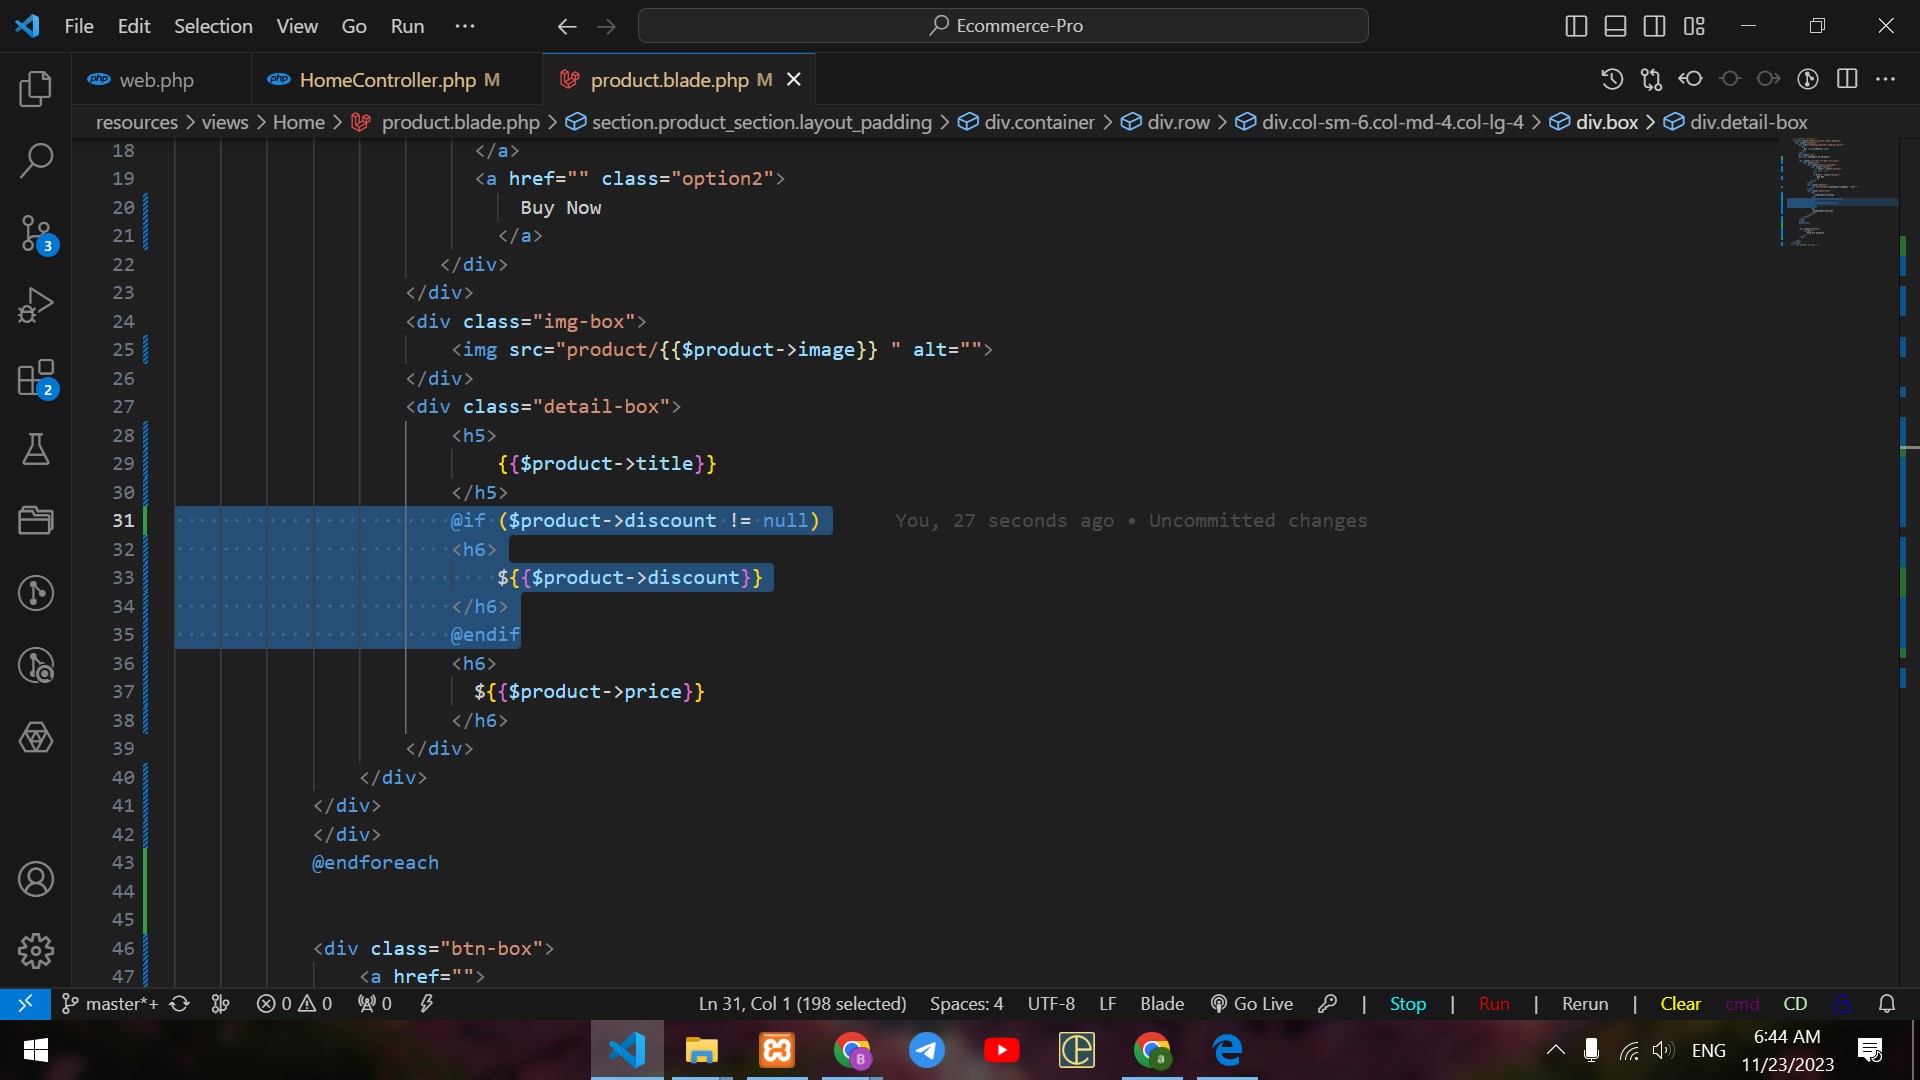 File Edit Selection View Go Run ··· Ecommerce-Pro
web.php HomeController.php M product.blade.php M
resources > views > Home > product.blade.php > section.product_section.layout_padding > div.container > div.row > div.col-sm-6.col-md-4.col-lg-4 > div.box > div.detail-box
18 </a>
19 <a href="" class="option2">
20 Buy Now
21 </a>
22 </div>
23 </div>
24 <div class="img-box">
25 <img src="product/{{$product->image}} " alt="">
26 </div>
27 <div class="detail-box">
28 <h5>
29 {{$product->title}}
30 </h5>
31 @if ($product->discount != null) You, 27 seconds ago • Uncommitted changes
32 <h6>
33 ${{$product->discount}}
34 </h6>
35 @endif
36 <h6>
37 ${{$product->price}}
38 </h6>
39 </div>
40 </div>
41 </div>
42 </div>
43 @endforeach
44
45
46 <div class="btn-box">
47 <a href="">
3
2
master*+ 0 0 0 Ln 31, Col 1 (198 selected) Spaces: 4 UTF-8 LF Blade Go Live | Stop | Run | Rerun | Clear cmd CD
B a ENG 6:44 AM
11/23/2023